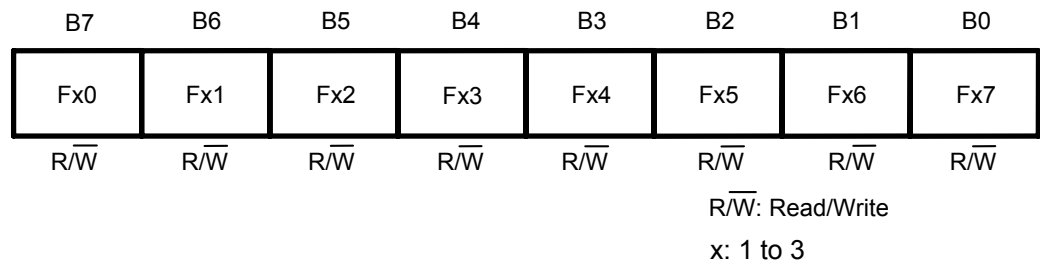 B7 B6 B5 B4 B3 B2 B1 B0
Fx0 Fx1 Fx2 Fx3 Fx4 Fx5 Fx6 Fx7
R/W̅ R/W̅ R/W̅ R/W̅ R/W̅ R/W̅ R/W̅ R/W̅
R/W̅: Read/Write
x: 1 to 3